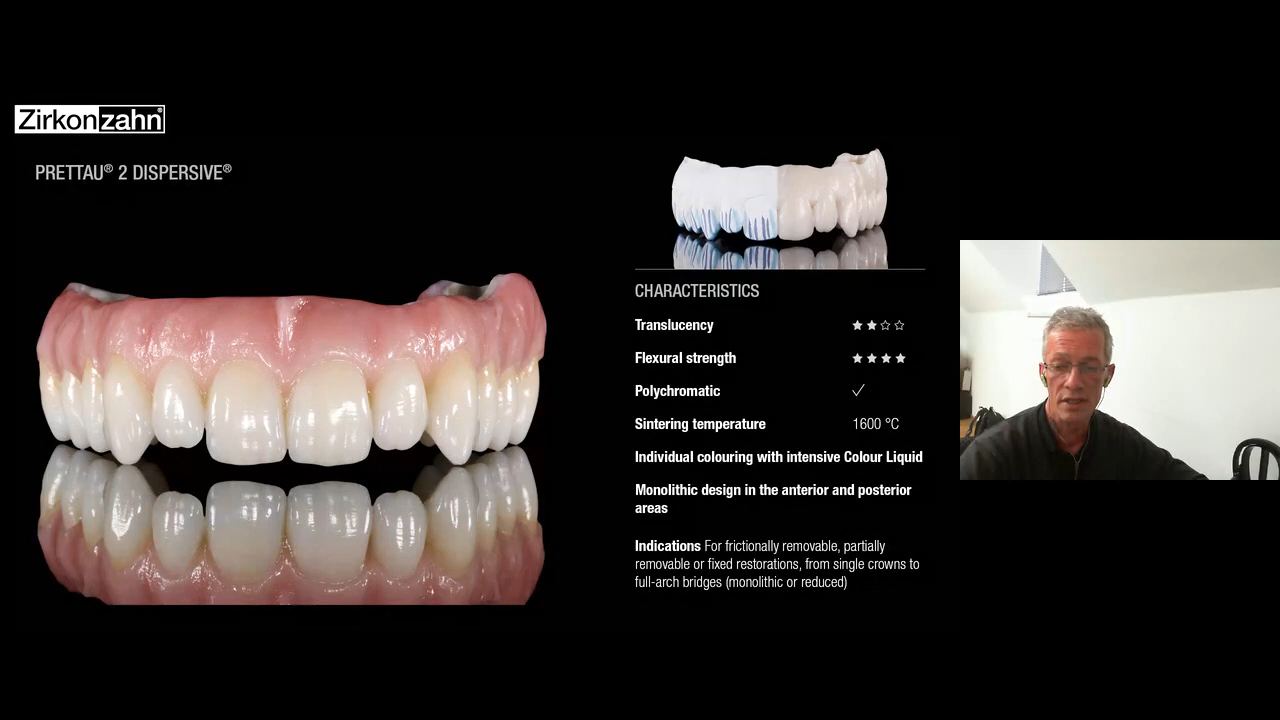 Zirkonzahn®
PRETTAU® 2 DISPERSIVE®
CHARACTERISTICS
Translucency ★★☆☆
Flexural strength ★★★★
Polychromatic ✓
Sintering temperature 1600 °C
Individual colouring with intensive Colour Liquid
Monolithic design in the anterior and posterior
areas
Indications For frictionally removable, partially
removable or fixed restorations, from single crowns to
full-arch bridges (monolithic or reduced)